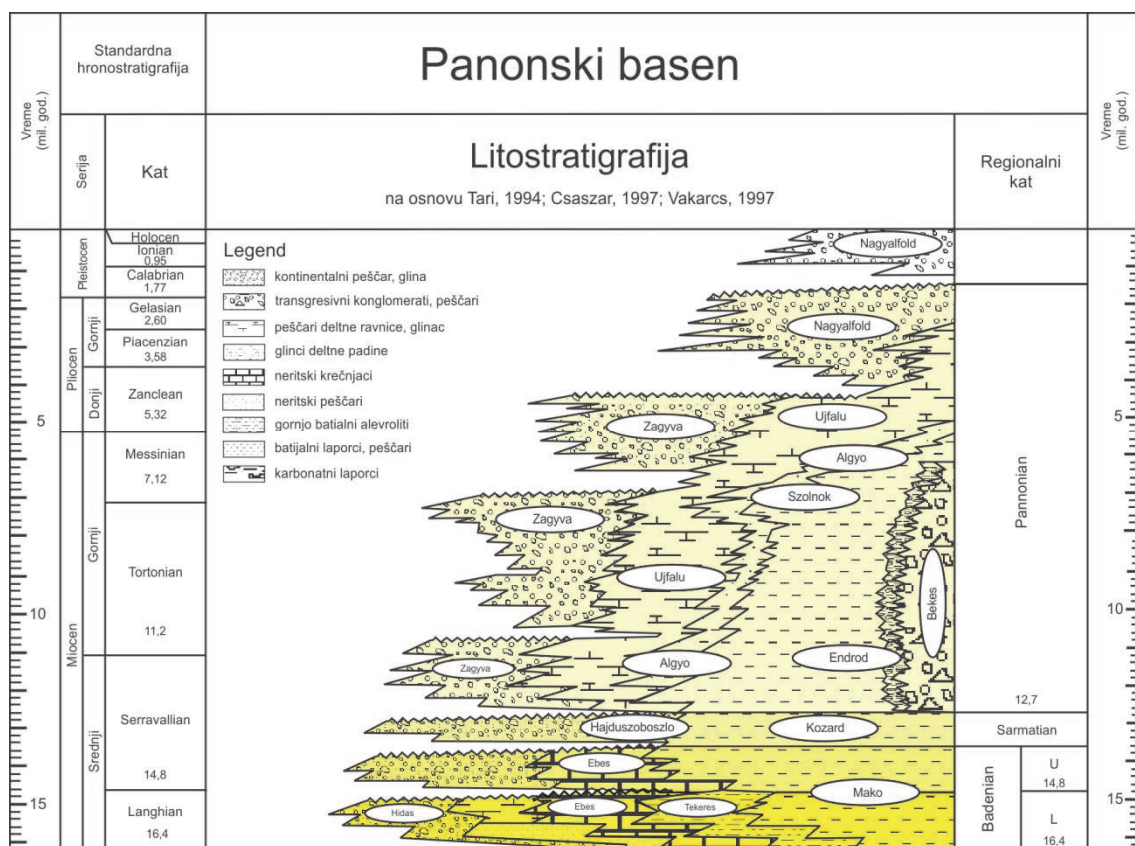 Vreme
(mil. god.)
Standardna
hronostratigrafija
Panonski basen
Vreme
(mil. god.)
Serija
Kat
Litostratigrafija
na osnovu Tari, 1994; Csaszar, 1997; Vakarcs, 1997
Regionalni
kat
Pleistocen
Holocen
Ionian
0,95
Calabrian
1,77
Pliocen
Gornji
Gelasian
2,60
Piacenzian
3,58
Donji
Zanclean
5,32
Miocen
Gornji
Messinian
7,12
Tortonian
11,2
Srednji
Serravallian
14,8
Langhian
16,4
5
10
15
Legend
kontinentalni peščar, glina
transgresivni konglomerati, peščari
peščari deltne ravnice, glinac
glinci deltne padine
neritski krečnjaci
neritski peščari
gornjo batialni alevroliti
batijalni laporci, peščari
karbonatni laporci
Nagyalfold
Nagyalfold
Ujfalu
Zagyva
Algyo
Szolnok
Zagyva
Ujfalu
Bekes
Endrod
Zagyva
Algyo
Hajduszoboszlo
Kozard
Ebes
Mako
Hidas
Ebes
Tekeres
Pannonian
12,7
Sarmatian
Badenian
U
14,8
L
16,4
5
10
15